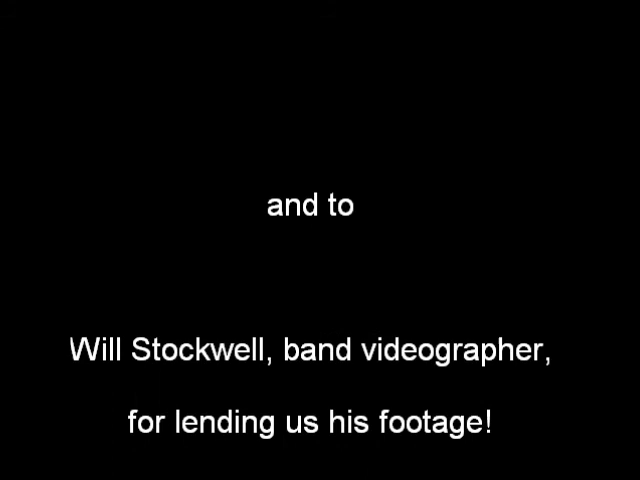 and to
Will Stockwell, band videographer,
for lending us his footage!